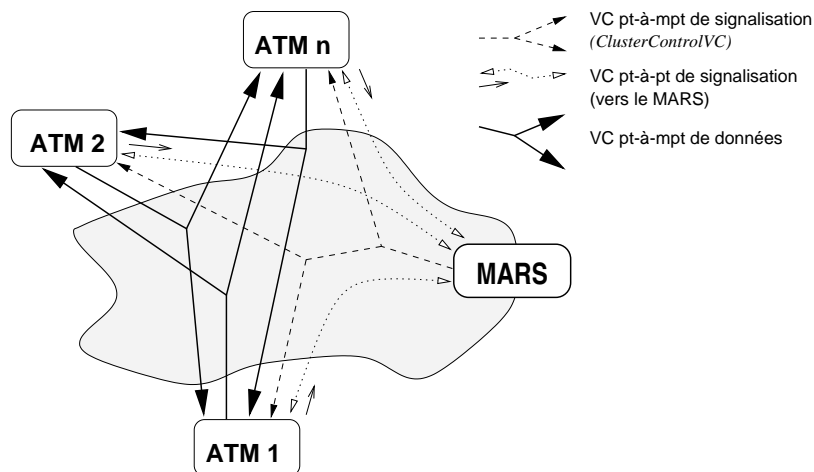 ATM n
VC pt-à-mpt de signalisation
(ClusterControlVC)
VC pt-à-pt de signalisation
(vers le MARS)
VC pt-à-mpt de données
ATM 2
MARS
ATM 1